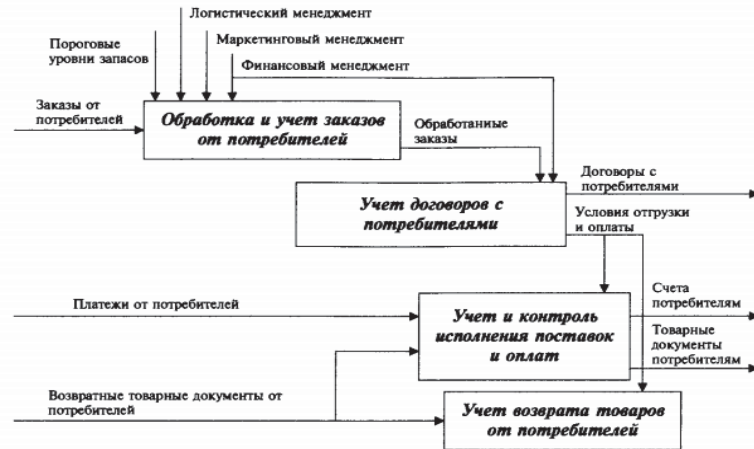 Логистический менеджмент
Маркетинговый менеджмент
Пороговые
уровни запасов
Финансовый менеджмент
Заказы от
потребителей
Обработка и учет заказов
от потребителей
Обработанные
заказы
Договоры с
потребителями
Учет договоров с
потребителями
Условия отгрузки
и оплаты
Платежи от потребителей
Учет и контроль
исполнения поставок
и оплат
Счета
потребителям
Товарные
документы
потребителям
Возвратные товарные документы от
потребителей
Учет возврата товаров
от потребителей